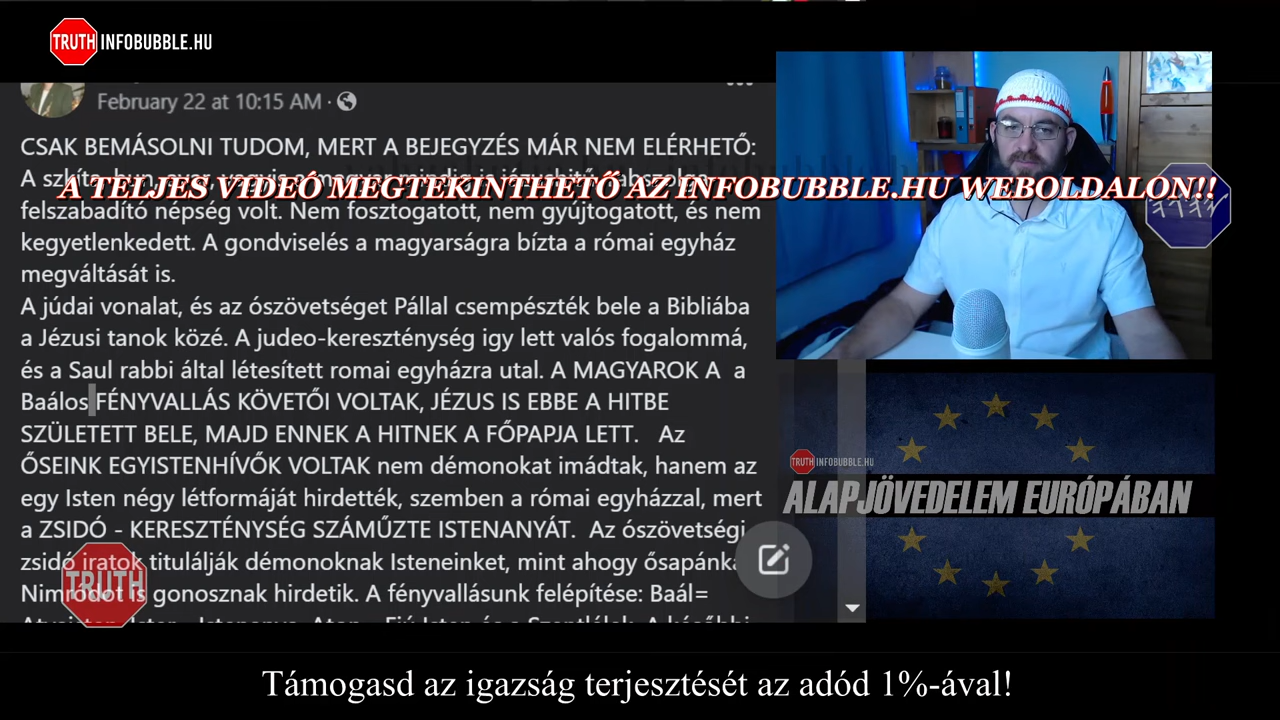 TRUTH INFOBUBBLE.HU
February 22 at 10:15 AM
CSAK BEMÁSOLNI TUDOM, MERT A BEJEGYZÉS MÁR NEM ELÉRHETŐ:
A TELJES VIDEÓ MEGTEKINTHETŐ AZ INFOBUBBLE.HU WEBOLDALON!!
felszabadító népség volt. Nem fosztogatott, nem gyújtogatott, és nem
kegyetlenkedett. A gondviselés a magyarságra bízta a római egyház
megváltását is.
A júdai vonalat, és az ószövetséget Pállal csempészték bele a Bibliába
a Jézusi tanok közé. A judeo-kereszténység igy lett valós fogalommá,
és a Saul rabbi által létesített romai egyházra utal. A MAGYAROK A a
Baálos FÉNYVALLÁS KÖVETŐI VOLTAK, JÉZUS IS EBBE A HITBE
SZÜLETETT BELE, MAJD ENNEK A HITNEK A FŐPAPJA LETT. Az
ŐSEINK EGYISTENHÍVŐK VOLTAK nem démonokat imádtak, hanem az
egy Isten négy létformáját hirdették, szemben a római egyházzal, mert
a ZSIDÓ - KERESZTÉNYSÉG SZÁMŰZTE ISTENANYÁT. Az ószövetségi
zsidó iratok titulálják démonoknak Isteneinket, mint ahogy ősapánka
Nimródot is gonosznak hirdetik. A fényvallásunk felépítése: Baál=
TRUTH
TRUTH INFOBUBBLE.HU
ALAPJÖVEDELEM EURÓPÁBAN
Támogasd az igazság terjesztését az adód 1%-ával!